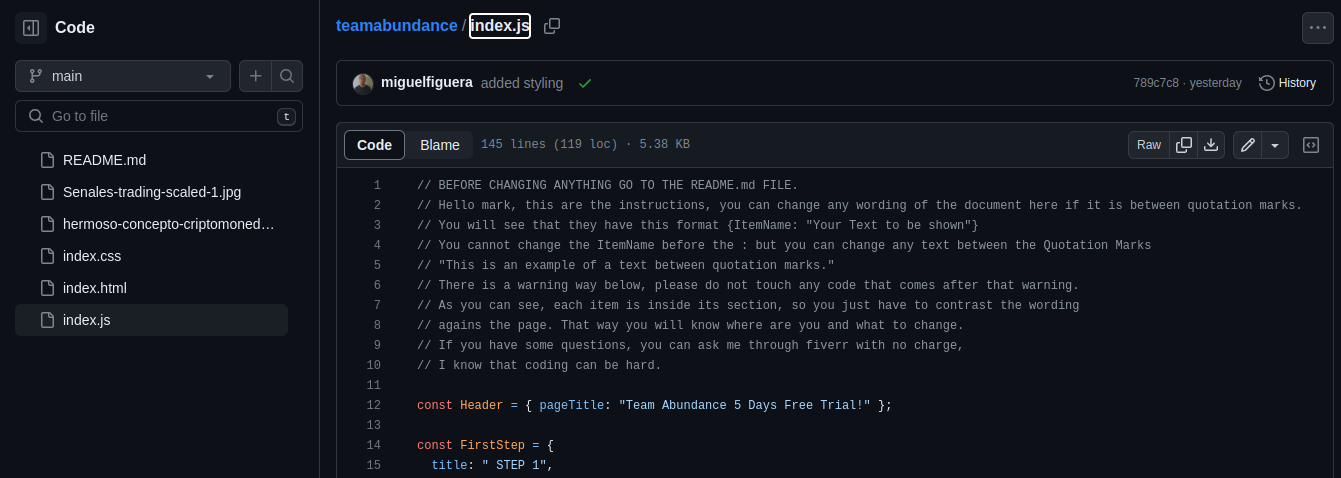 Code
main
Go to file
t
README.md
Senales-trading-scaled-1.jpg
hermoso-concepto-criptomoned…
index.css
index.html
index.js
teamabundance / index.js
miguelfiguera added styling
789c7c8 · yesterday
History
Code Blame 145 lines (119 loc) · 5.38 KB
Raw
1 // BEFORE CHANGING ANYTHING GO TO THE README.md FILE.
2 // Hello mark, this are the instructions, you can change any wording of the document here if it is between quotation marks.
3 // You will see that they have this format {ItemName: "Your Text to be shown"}
4 // You cannot change the ItemName before the : but you can change any text between the Quotation Marks
5 // "This is an example of a text between quotation marks."
6 // There is a warning way below, please do not touch any code that comes after that warning.
7 // As you can see, each item is inside its section, so you just have to contrast the wording
8 // agains the page. That way you will know where are you and what to change.
9 // If you have some questions, you can ask me through fiverr with no charge,
10 // I know that coding can be hard.
11
12 const Header = { pageTitle: "Team Abundance 5 Days Free Trial!" };
13
14 const FirstStep = {
15 title: " STEP 1",